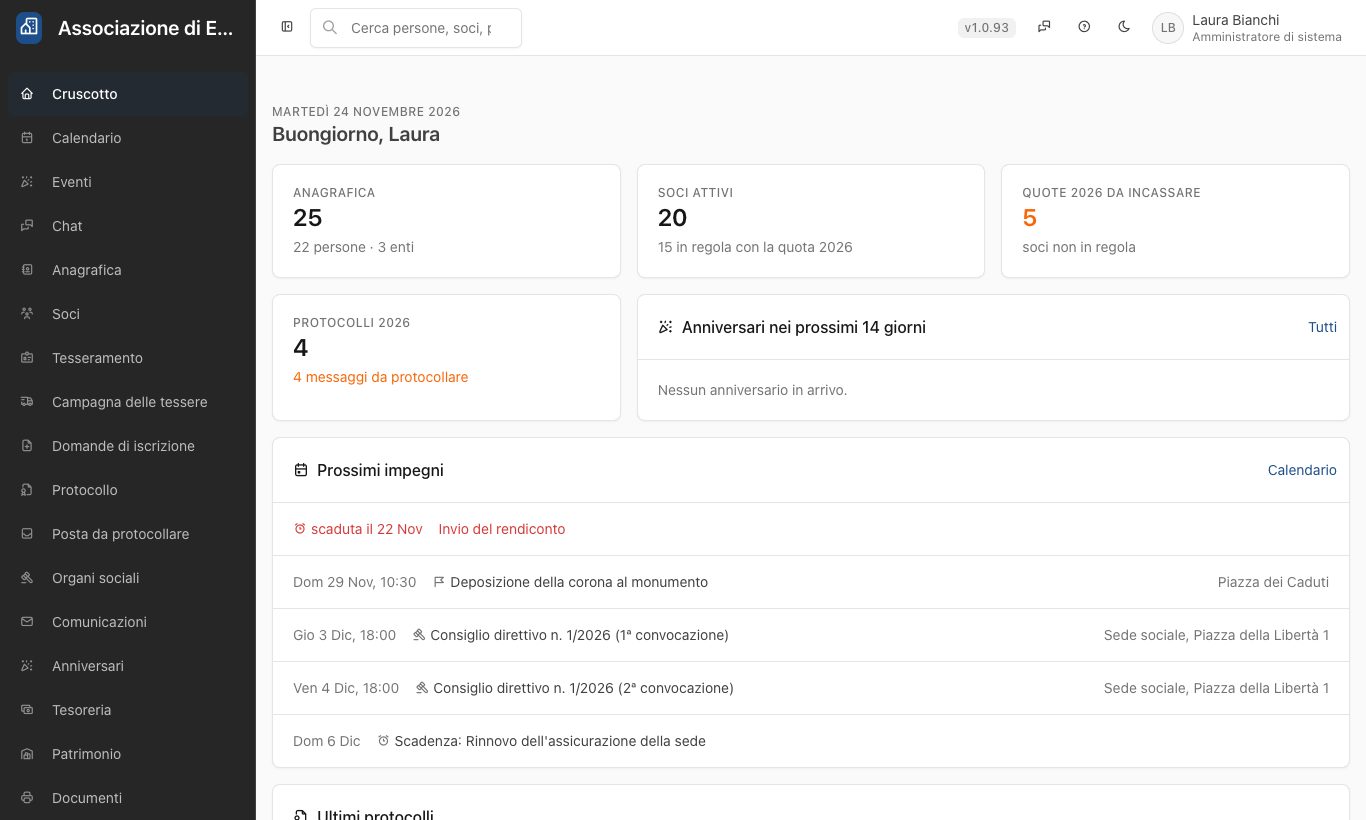 Associazione di E...
Cerca persone, soci, p
v1.0.93
LB
Laura Bianchi
Amministratore di sistema
Cruscotto
Calendario
Eventi
Chat
Anagrafica
Soci
Tesseramento
Campagna delle tessere
Domande di iscrizione
Protocollo
Posta da protocollare
Organi sociali
Comunicazioni
Anniversari
Tesoreria
Patrimonio
Documenti
MARTEDÌ 24 NOVEMBRE 2026
Buongiorno, Laura
ANAGRAFICA
25
22 persone · 3 enti
SOCI ATTIVI
20
15 in regola con la quota 2026
QUOTE 2026 DA INCASSARE
5
soci non in regola
PROTOCOLLI 2026
4
4 messaggi da protocollare
Anniversari nei prossimi 14 giorni
Tutti
Nessun anniversario in arrivo.
Prossimi impegni
Calendario
scaduta il 22 Nov Invio del rendiconto
Dom 29 Nov, 10:30 Deposizione della corona al monumento Piazza dei Caduti
Gio 3 Dic, 18:00 Consiglio direttivo n. 1/2026 (1ª convocazione) Sede sociale, Piazza della Libertà 1
Ven 4 Dic, 18:00 Consiglio direttivo n. 1/2026 (2ª convocazione) Sede sociale, Piazza della Libertà 1
Dom 6 Dic Scadenza: Rinnovo dell'assicurazione della sede
Ultimi protocolli